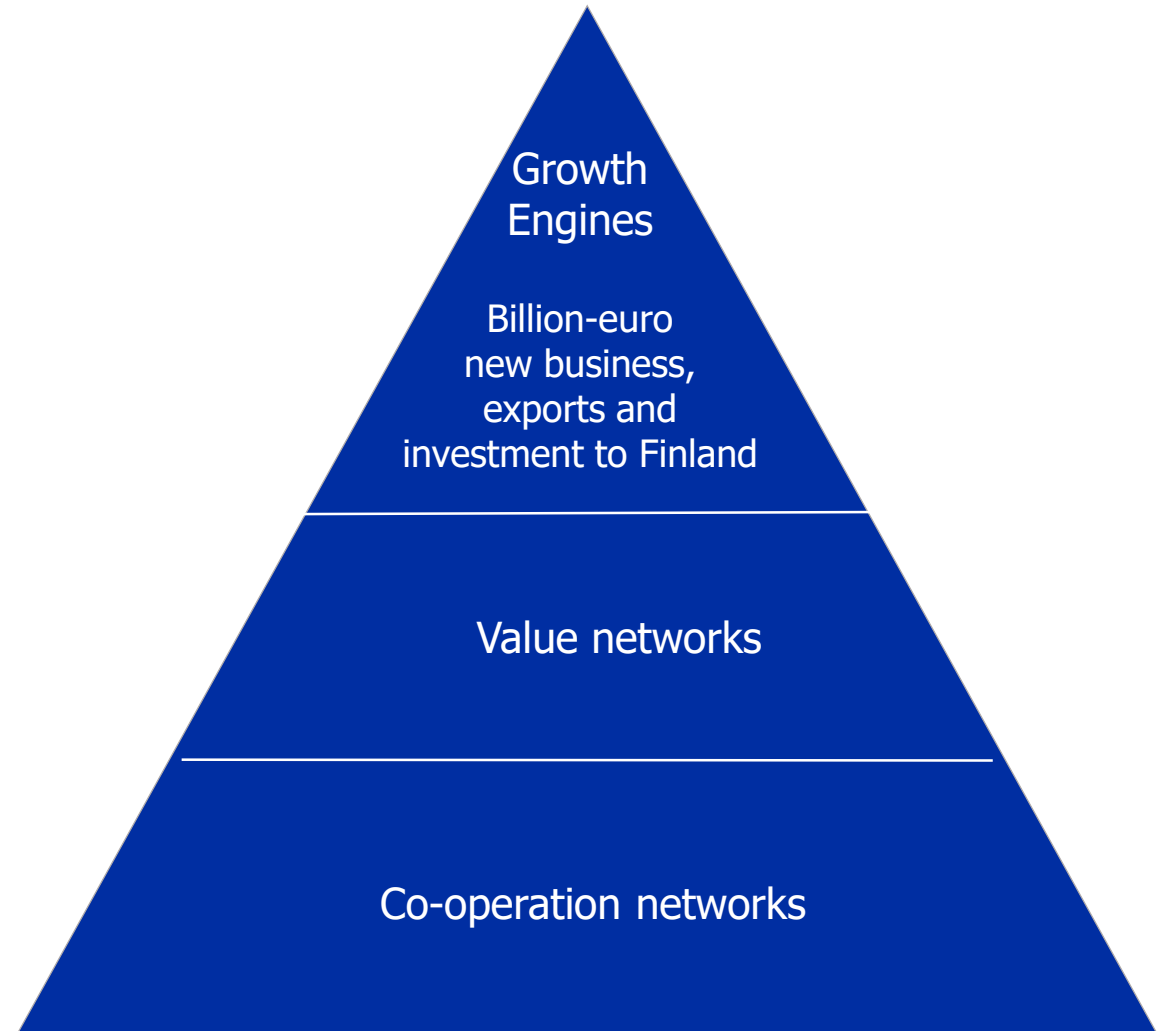 Growth
Engines
Billion-euro
new business,
exports and
investment to Finland
Value networks
Co-operation networks